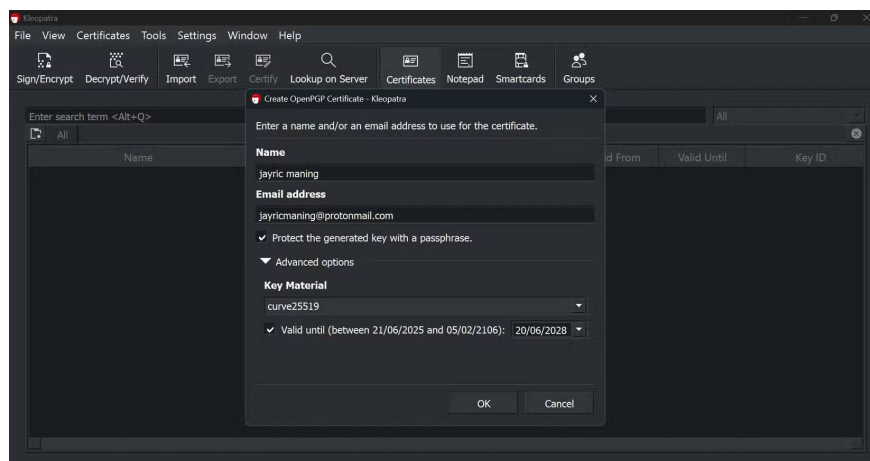 Kleopatra
File View Certificates Tools Settings Window Help
Sign/Encrypt Decrypt/Verify Import Export Certify Lookup on Server Certificates Notepad Smartcards Groups
Create OpenPGP Certificate - Kleopatra
Enter a name and/or an email address to use for the certificate.
Enter search term <Alt+Q>
All
All
Name
jayric maning
Email address
jayricmaning@protonmail.com
Protect the generated key with a passphrase.
Advanced options
Key Material
curve25519
Valid until (between 21/06/2025 and 05/02/2106): 20/06/2028
OK Cancel
Name
Valid Until Key ID